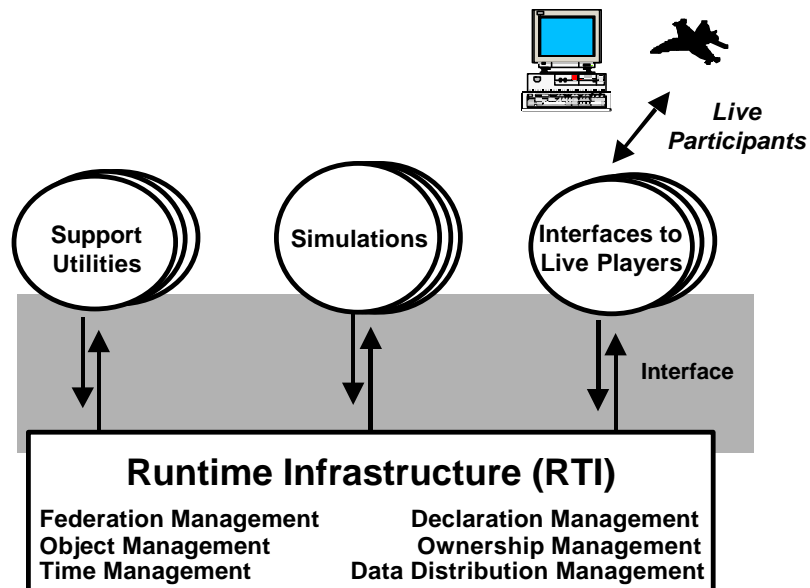 Live
Participants
Support
Utilities
Simulations
Interfaces to
Live Players
Interface
Runtime Infrastructure (RTI)
Federation Management
Declaration Management
Object Management
Ownership Management
Time Management
Data Distribution Management